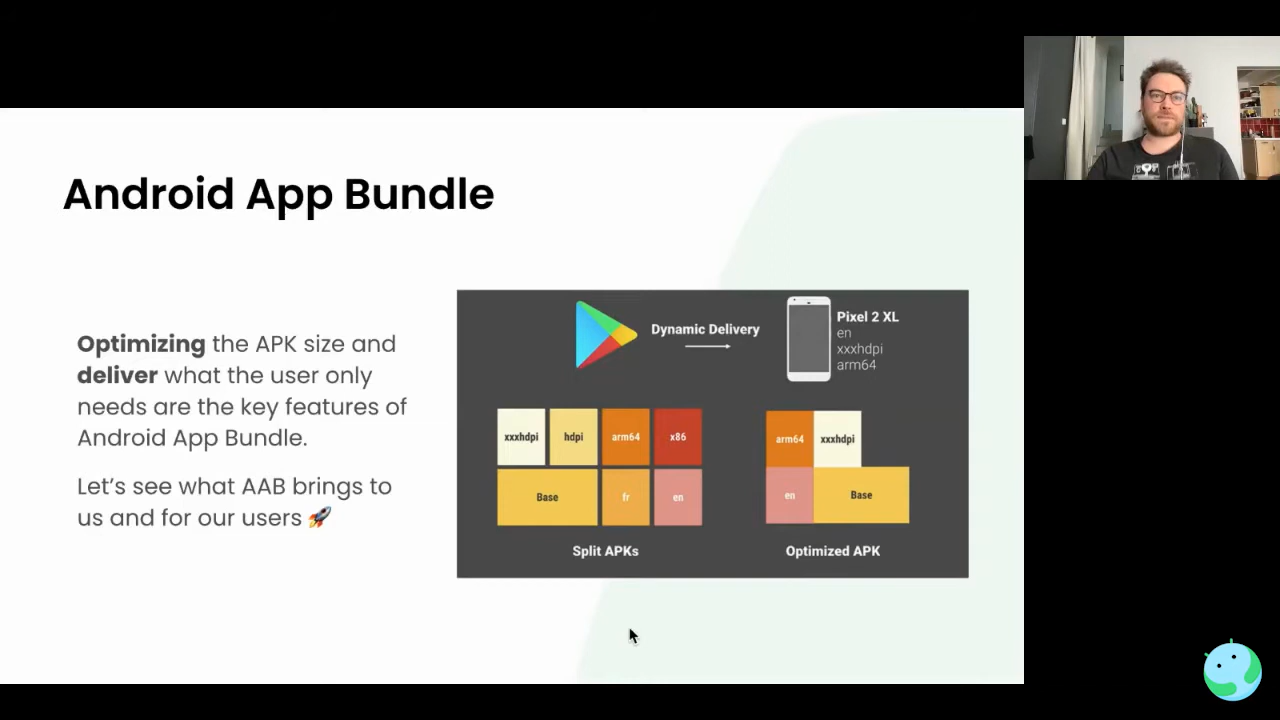 Android App Bundle
Optimizing the APK size and
deliver what the user only
needs are the key features of
Android App Bundle.
Let's see what AAB brings to
us and for our users 🚀
Dynamic Delivery
Pixel 2 XL
en
xxxhdpi
arm64
xxxhdpi
hdpi
arm64
x86
Base
fr
en
Split APKs
arm64
xxxhdpi
en
Base
Optimized APK